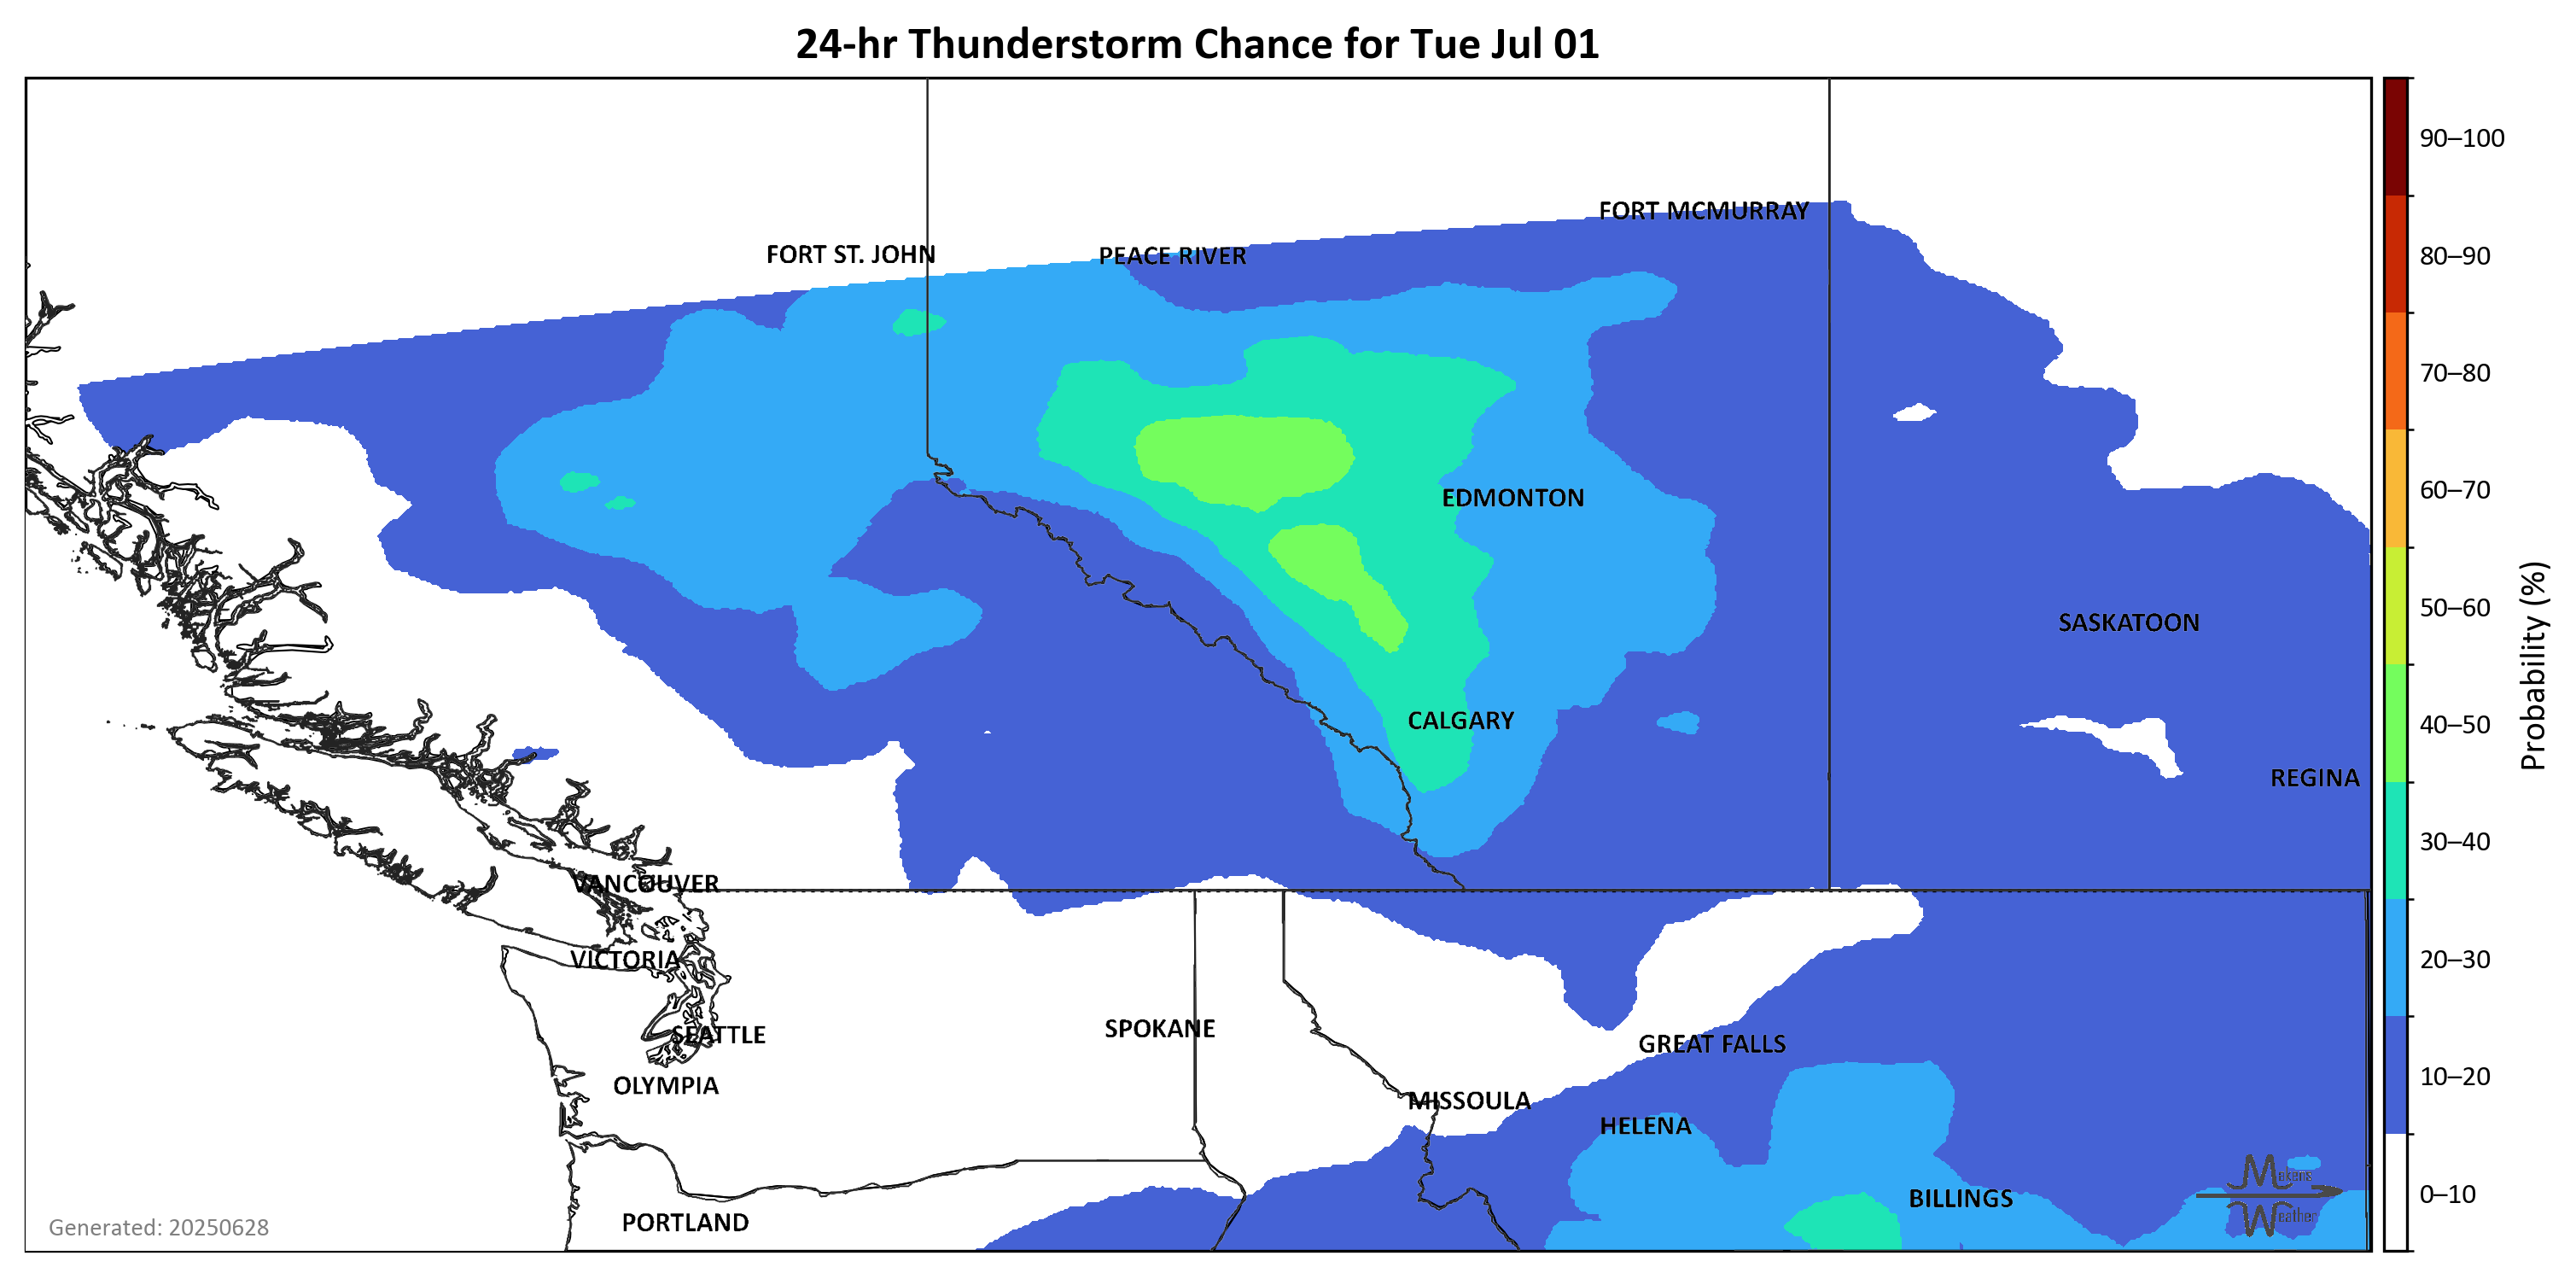 24-hr Thunderstorm Chance for Tue Jul 01
FORT MCMURRAY
FORT ST. JOHN
PEACE RIVER
EDMONTON
SASKATOON
CALGARY
REGINA
VANCOUVER
VICTORIA
SPOKANE
SEATTLE
GREAT FALLS
OLYMPIA
MISSOULA
HELENA
BILLINGS
PORTLAND
Makens
Weather
Generated: 20250628
90–100
80–90
70–80
60–70
50–60
40–50
30–40
20–30
10–20
0–10
Probability (%)